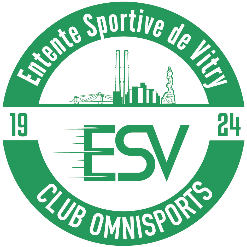 Entente Sportive de Vitry
19 24
ESV
CLUB OMNISPORTS